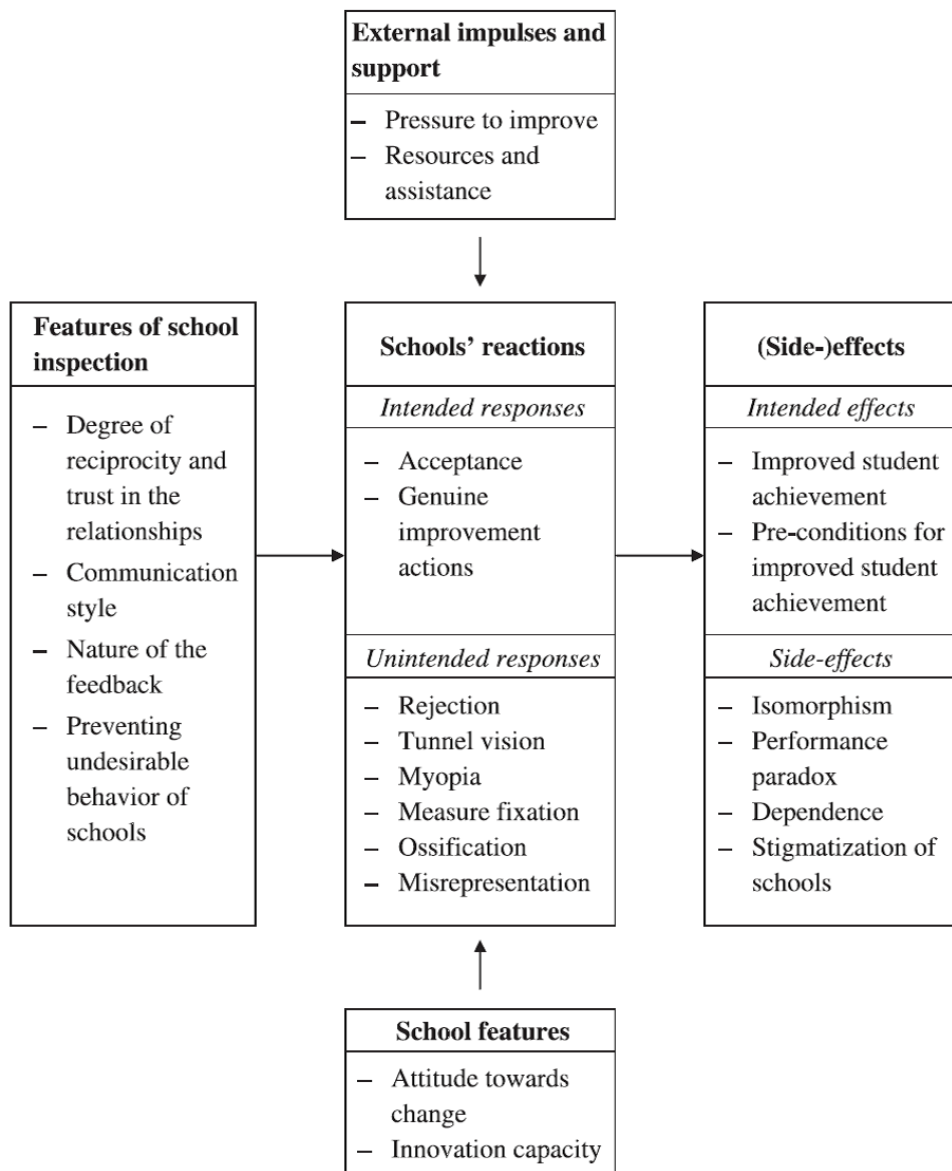 External impulses and
support
– Pressure to improve
– Resources and
assistance
Features of school
inspection
– Degree of
reciprocity and
trust in the
relationships
– Communication
style
– Nature of the
feedback
– Preventing
undesirable
behavior of
schools
Schools’ reactions
Intended responses
– Acceptance
– Genuine
improvement
actions
Unintended responses
– Rejection
– Tunnel vision
– Myopia
– Measure fixation
– Ossification
– Misrepresentation
(Side-)effects
Intended effects
– Improved student
achievement
– Pre-conditions for
improved student
achievement
Side-effects
– Isomorphism
– Performance
paradox
– Dependence
– Stigmatization of
schools
School features
– Attitude towards
change
– Innovation capacity